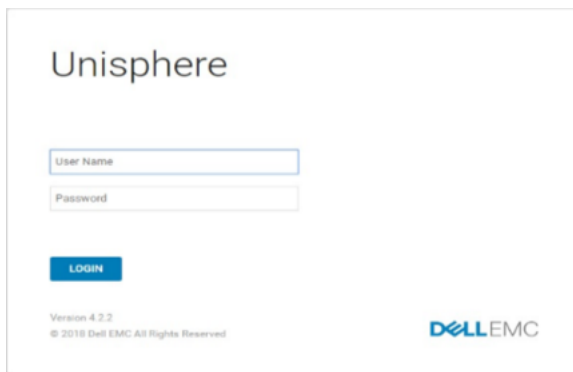 Unisphere
User Name
Password
LOGIN
Version 4.2.2
© 2018 Dell EMC All Rights Reserved
DELLEMC